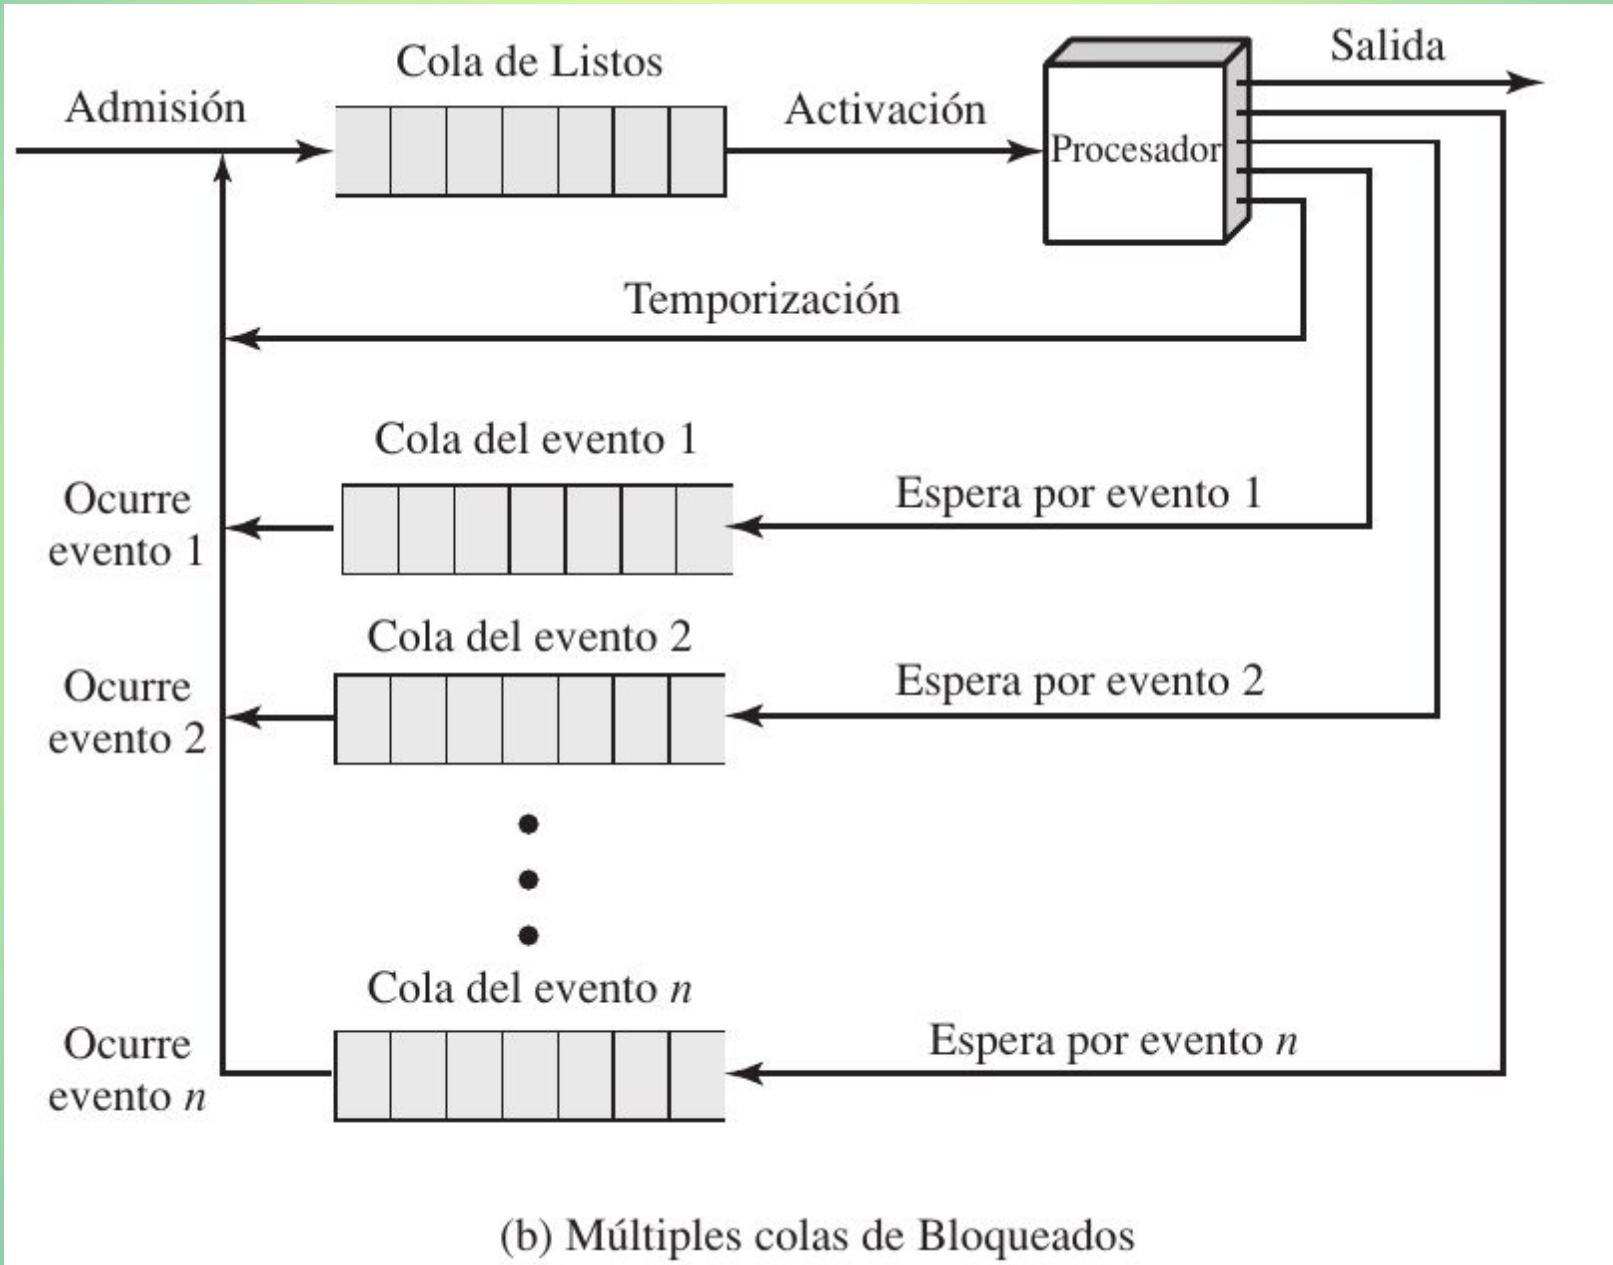 Cola de Listos
Salida
Admisión
Activación
Procesador
Temporización
Cola del evento 1
Ocurre
evento 1
Espera por evento 1
Cola del evento 2
Ocurre
evento 2
Espera por evento 2
Cola del evento n
Ocurre
evento n
Espera por evento n
(b) Múltiples colas de Bloqueados